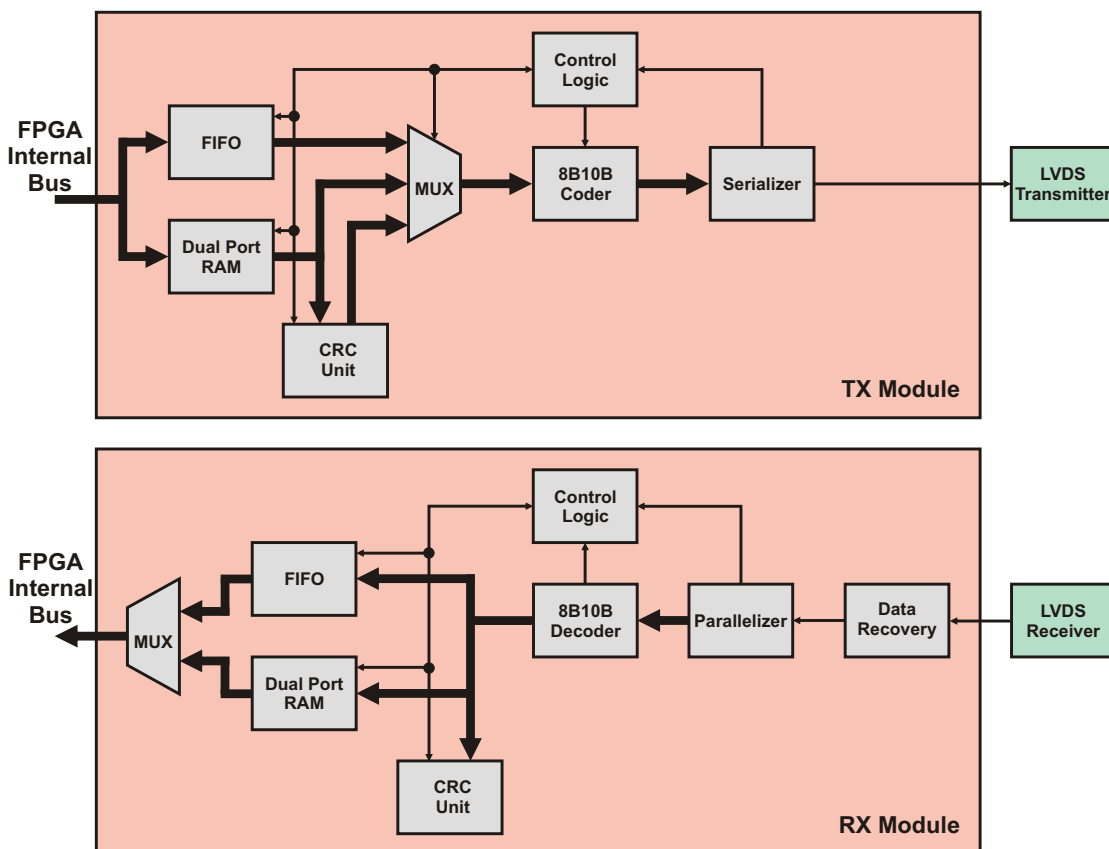 FPGA
Internal
Bus
FIFO
Dual Port
RAM
CRC
Unit
MUX
Control
Logic
8B10B
Coder
Serializer
LVDS
Transmitter
TX Module
FPGA
Internal
Bus
MUX
FIFO
Dual Port
RAM
CRC
Unit
Control
Logic
8B10B
Decoder
Parallelizer
Data
Recovery
LVDS
Receiver
RX Module